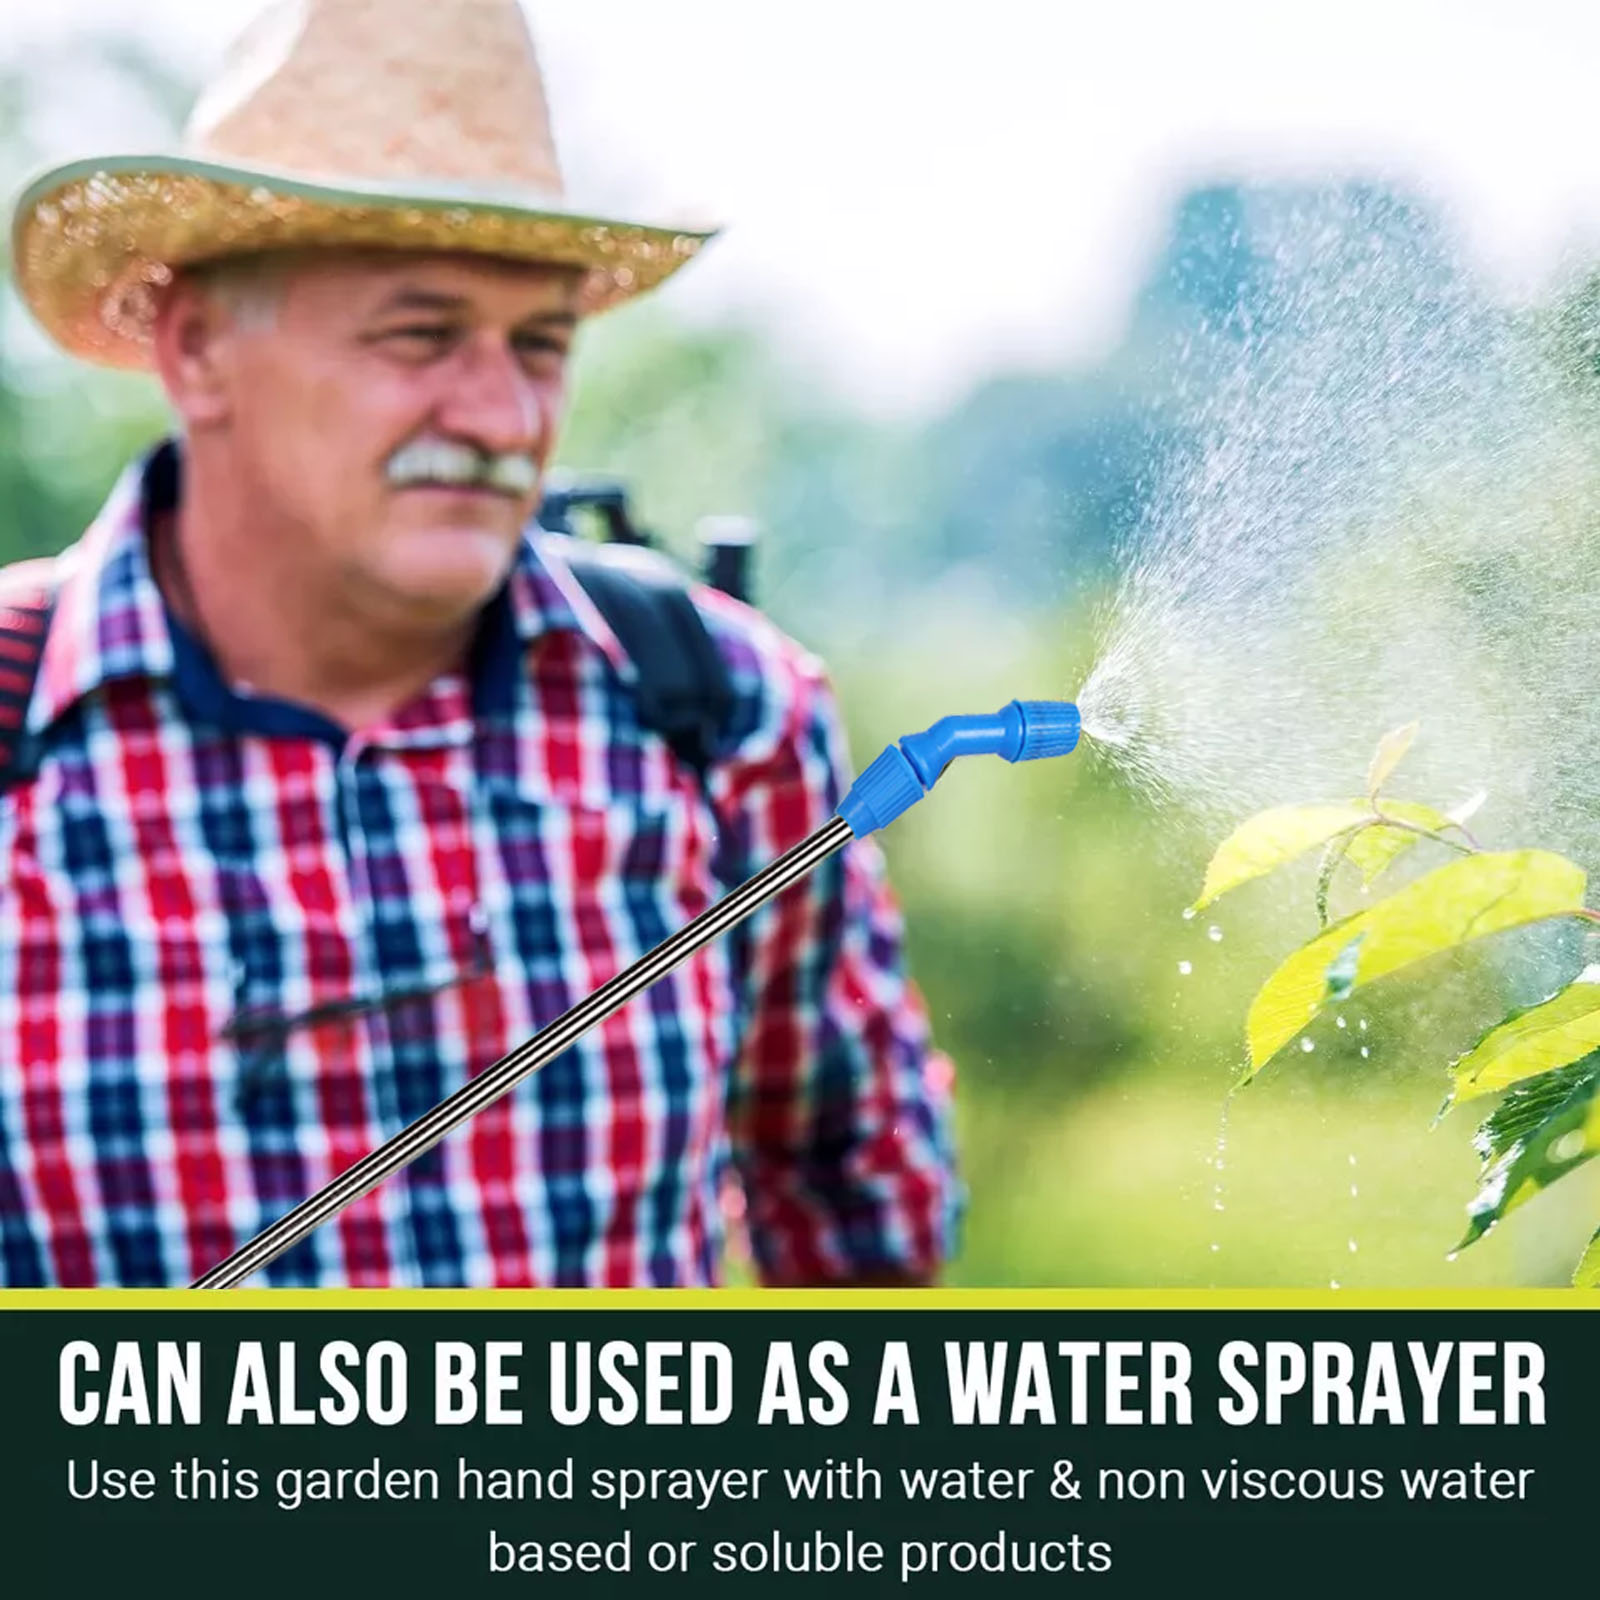 CAN ALSO BE USED AS A WATER SPRAYER
Use this garden hand sprayer with water & non viscous water
based or soluble products